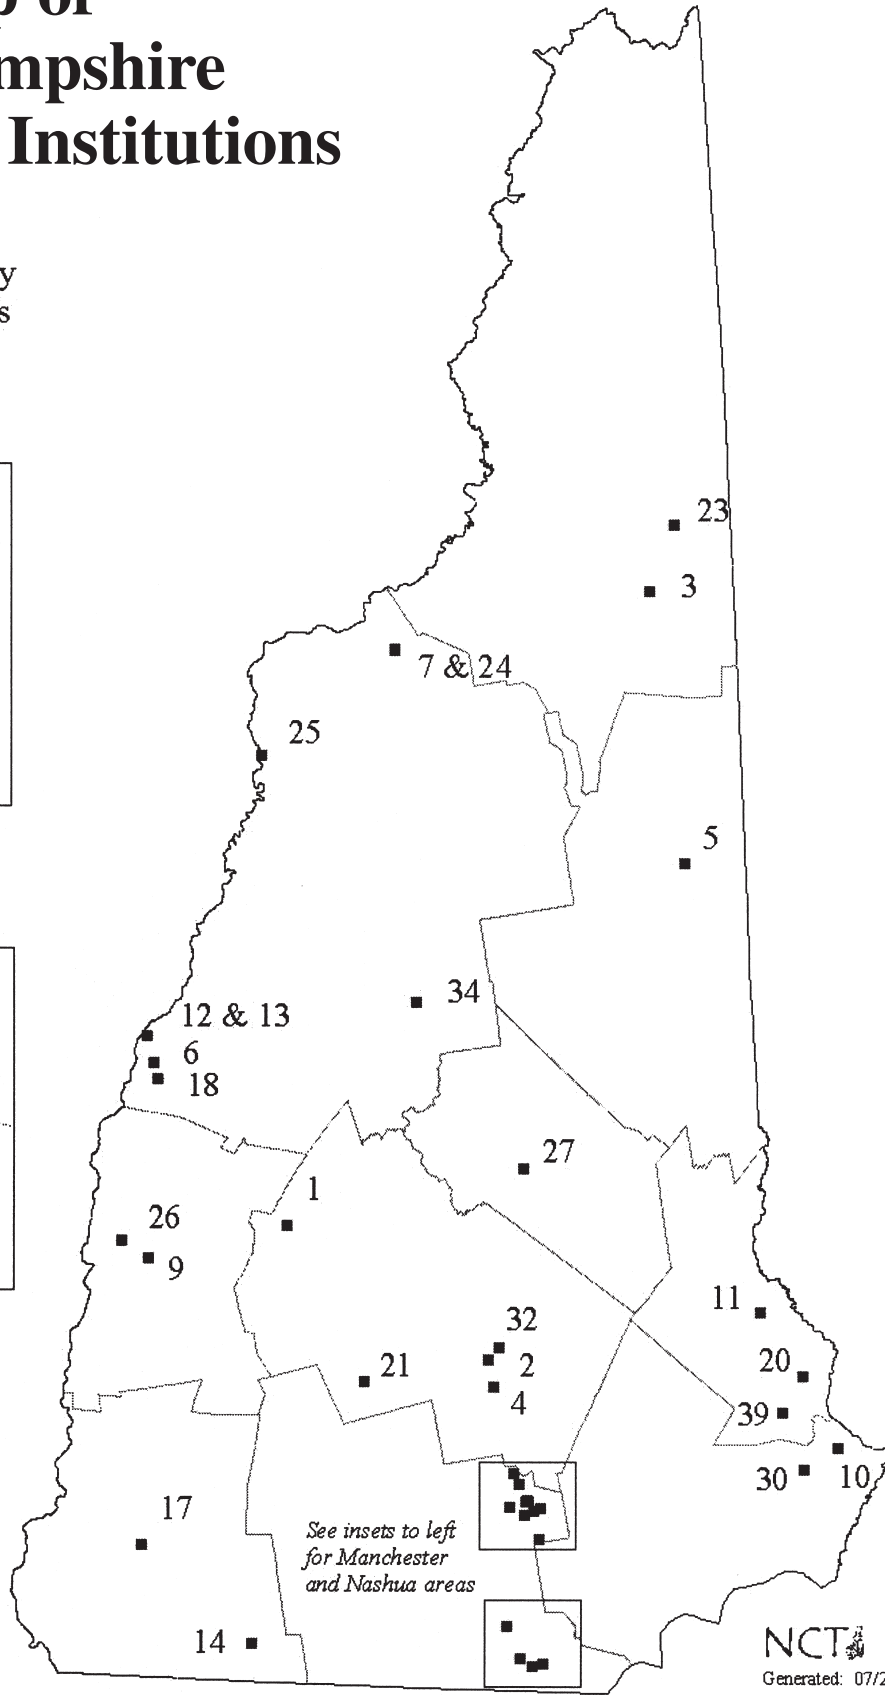 p of
mpshire
Institutions
y
s
23
3
7 & 24
25
5
34
12 & 13
6
18
27
1
26
9
11
32
20
21
2
4
39
10
30
17
See insets to left
for Manchester
and Nashua areas
14
NCT
Generated: 07/2